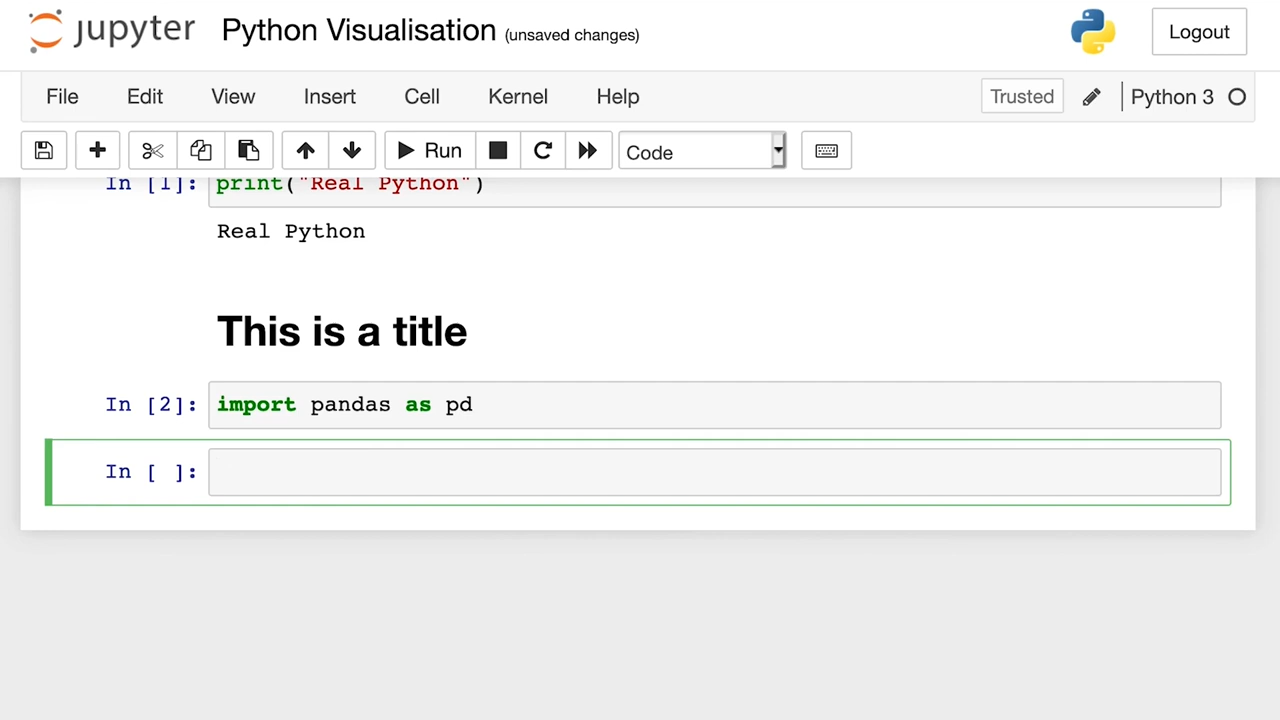 jupyter Python Visualisation (unsaved changes) Logout
File Edit View Insert Cell Kernel Help Trusted Python 3
Run Code
In [1]: print("Real Python")
Real Python
This is a title
In [2]: import pandas as pd
In [ ]: